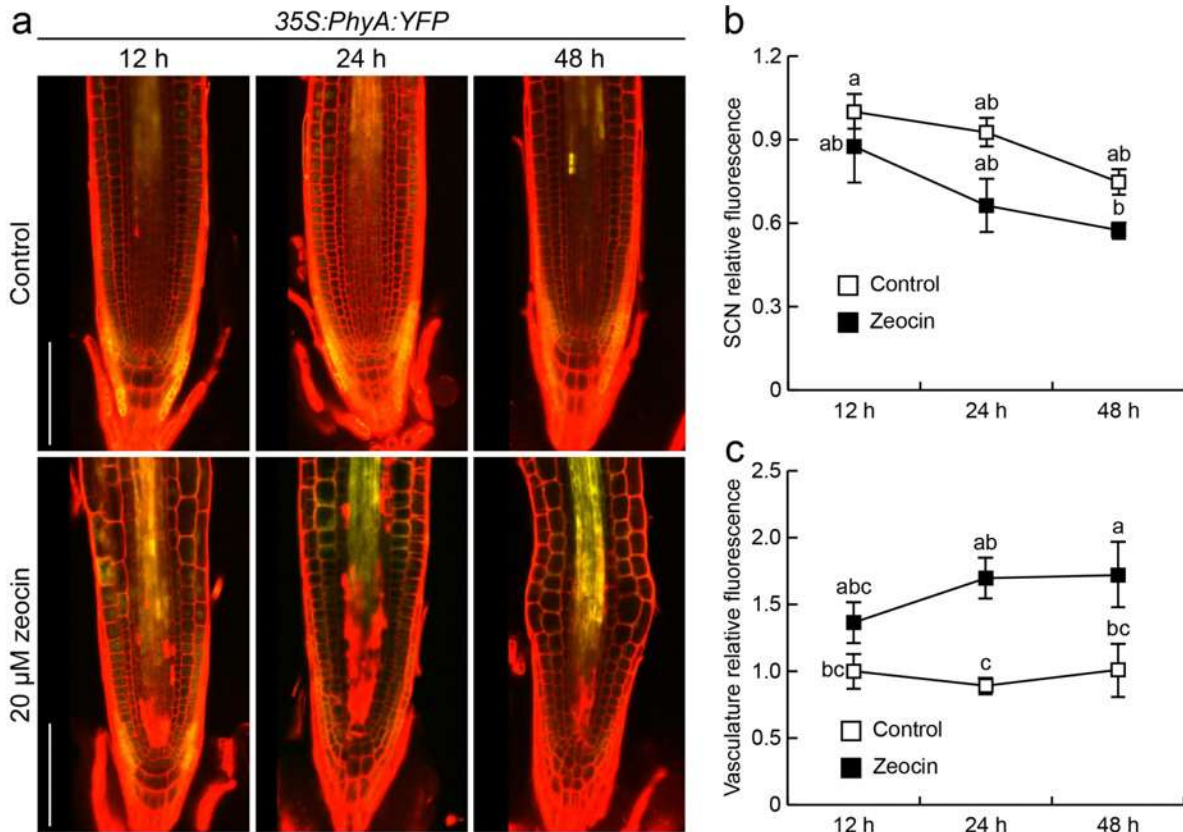 a
35S:PhyA:YFP
12 h 24 h 48 h
Control
20 µM zeocin
b
SCN relative fluorescence
1.2
0.9
0.6
0.3
0
a
ab
ab
ab
ab
b
Control
Zeocin
12 h 24 h 48 h
c
Vasculature relative fluorescence
2.5
2.0
1.5
1.0
0.5
0
abc
ab
a
bc
c
bc
Control
Zeocin
12 h 24 h 48 h